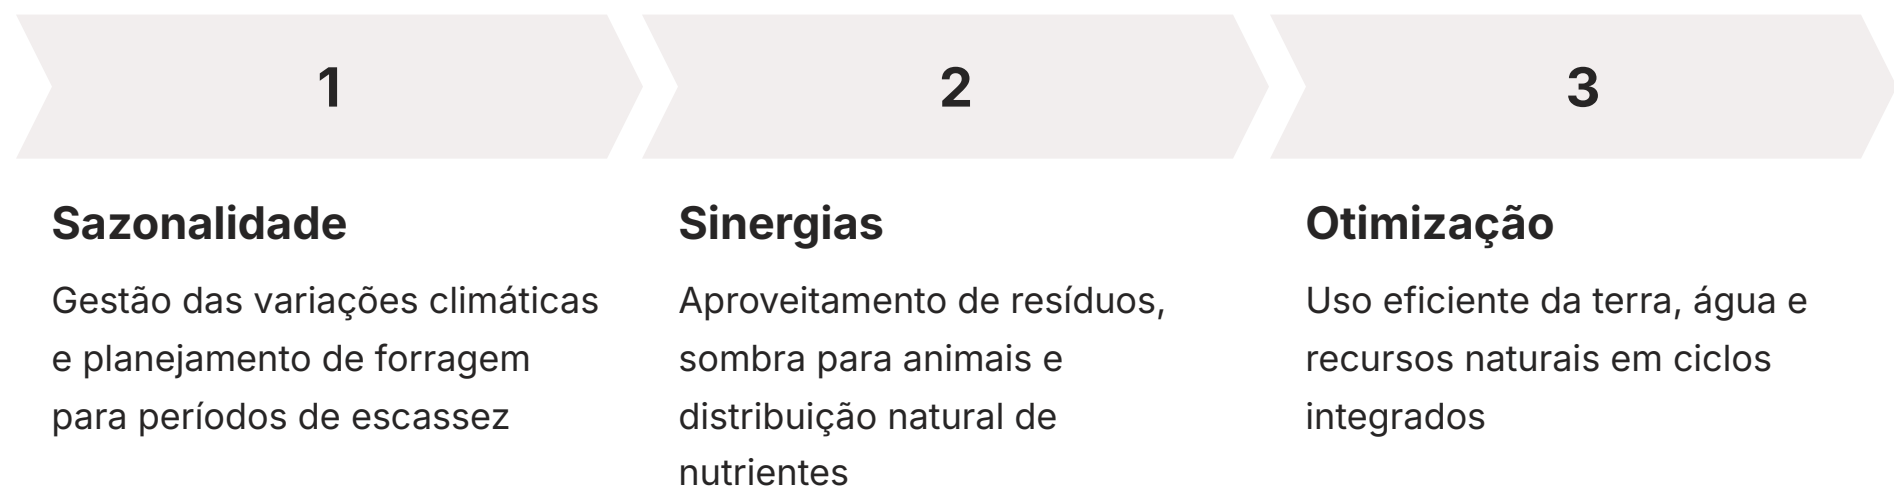 1
Sazonalidade
Gestão das variações climáticas
e planejamento de forragem
para períodos de escassez
2
Sinergias
Aproveitamento de resíduos,
sombra para animais e
distribuição natural de
nutrientes
3
Otimização
Uso eficiente da terra, água e
recursos naturais em ciclos
integrados